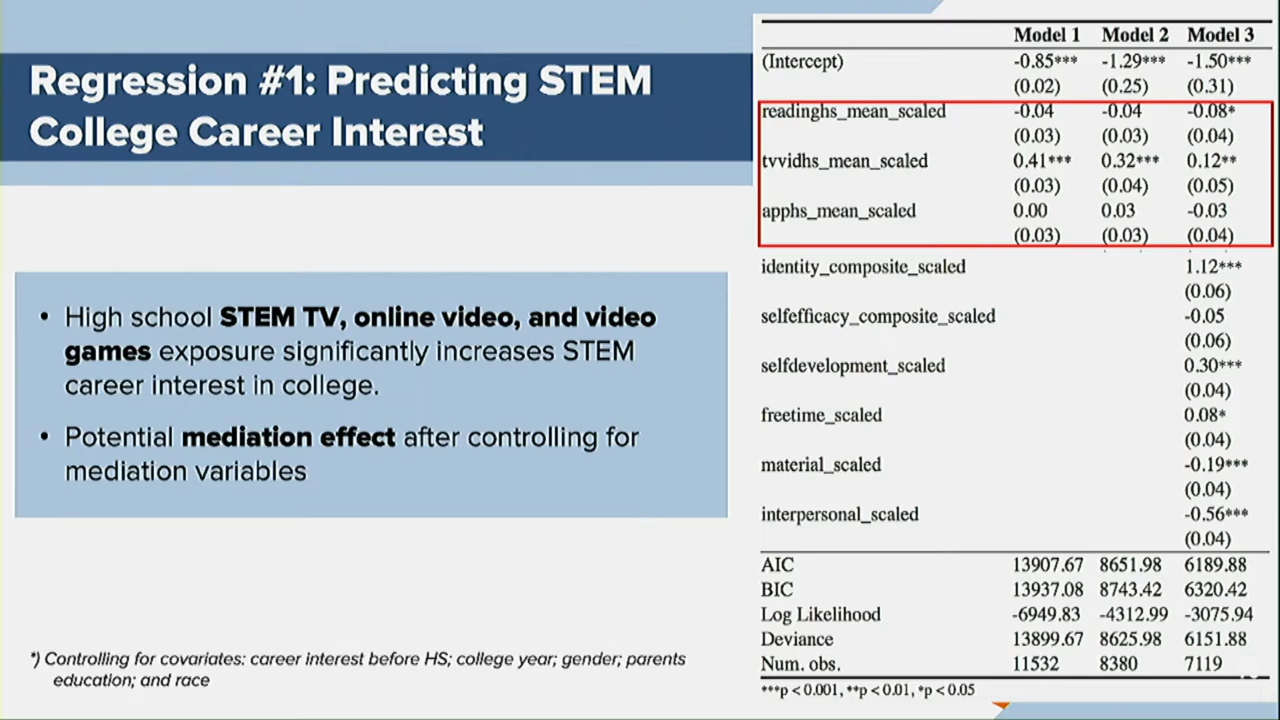 Regression #1: Predicting STEM
College Career Interest
• High school STEM TV, online video, and video
games exposure significantly increases STEM
career interest in college.
• Potential mediation effect after controlling for
mediation variables
*) Controlling for covariates: career interest before HS; college year; gender; parents
education; and race
Model 1 Model 2 Model 3
(Intercept) -0.85*** -1.29*** -1.50***
(0.02) (0.25) (0.31)
readinghs_mean_scaled -0.04 -0.04 -0.08*
(0.03) (0.03) (0.04)
tvvidhs_mean_scaled 0.41*** 0.32*** 0.12**
(0.03) (0.04) (0.05)
apphs_mean_scaled 0.00 0.03 -0.03
(0.03) (0.03) (0.04)
identity_composite_scaled 1.12***
(0.06)
selfefficacy_composite_scaled -0.05
(0.06)
selfdevelopment_scaled 0.30***
(0.04)
freetime_scaled 0.08*
(0.04)
material_scaled -0.19***
(0.04)
interpersonal_scaled -0.56***
(0.04)
AIC 13907.67 8651.98 6189.88
BIC 13937.08 8743.42 6320.42
Log Likelihood -6949.83 -4312.99 -3075.94
Deviance 13899.67 8625.98 6151.88
Num. obs. 11532 8380 7119
***p < 0.001, **p < 0.01, *p < 0.05